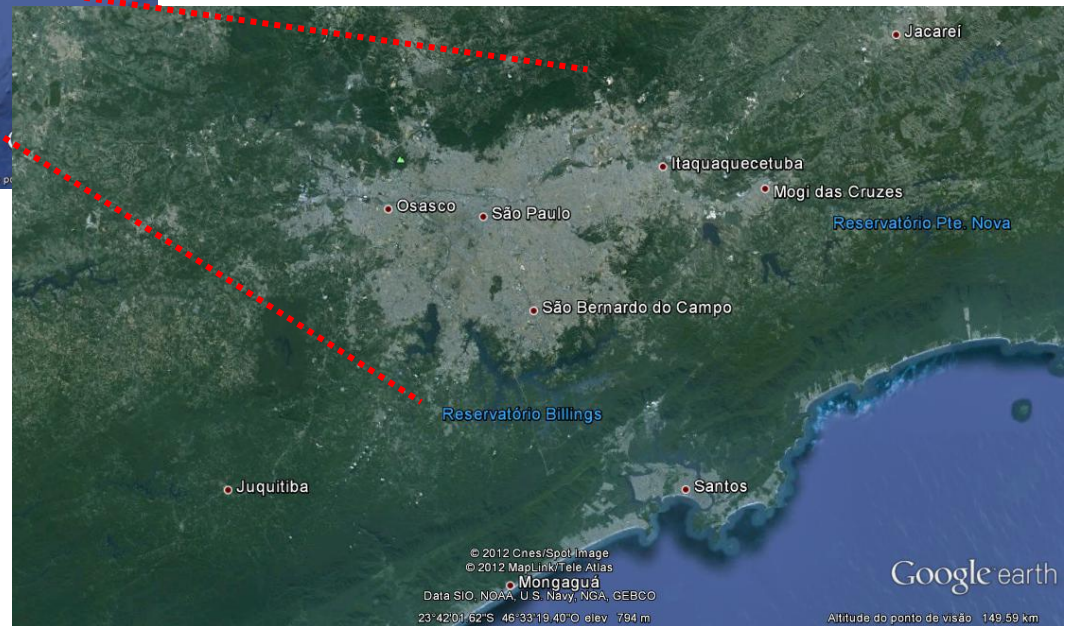 Jacareí
Itaquaquecetuba
Mogi das Cruzes
Osasco
São Paulo
Reservatório Pte. Nova
São Bernardo do Campo
Reservatório Billings
Juquitiba
Santos
© 2012 Cnes/Spot Image
© 2012 MapLink/Tele Atlas
Mongaguá
Data SIO, NOAA, U.S. Navy, NGA, GEBCO
Google earth
23°42'01.62"S 46°33'19.40"O elev 794 m
Altitude do ponto de visão 149.59 km